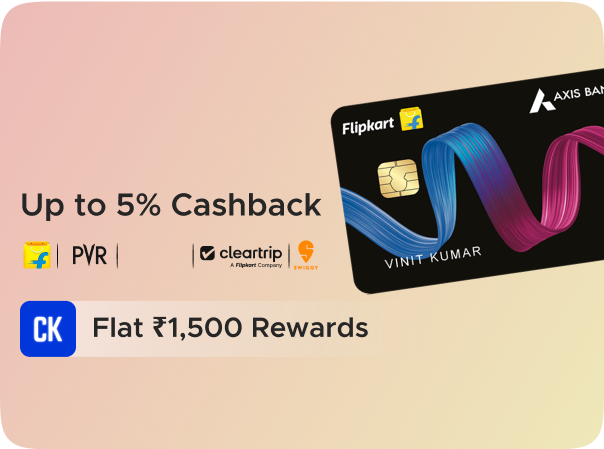 Flipkart
AXIS BAN
Up to 5% Cashback
PVR
cleartrip
A Flipkart Company
SWIGGY
VINIT KUMAR
CK
Flat ₹1,500 Rewards